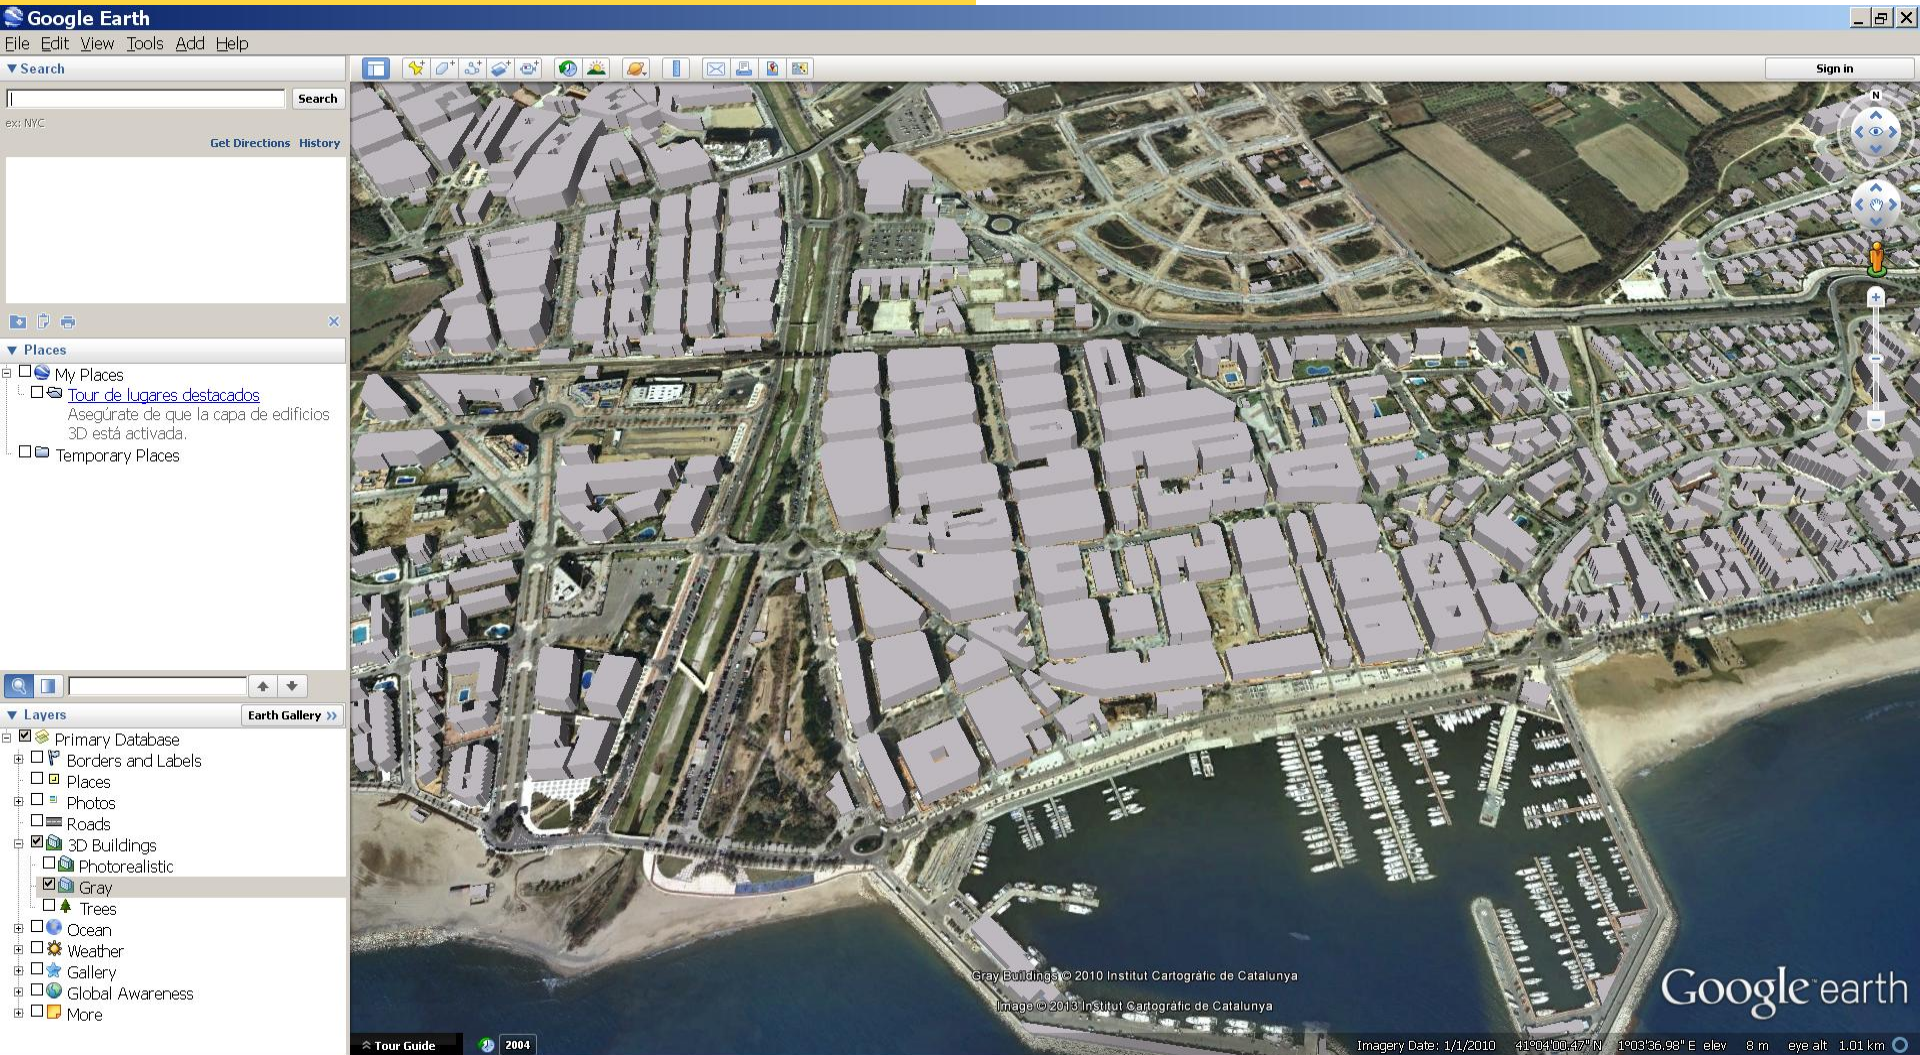 Google Earth
File Edit View Tools Add Help
Search
Sign in
Search
ex: NYC
Get Directions History
N
Places
My Places
Tour de lugares destacados
Asegúrate de que la capa de edificios
3D está activada.
Temporary Places
Layers
Earth Gallery >>
Primary Database
Borders and Labels
Places
Photos
Roads
3D Buildings
Photorealistic
Gray
Trees
Ocean
Weather
Gallery
Global Awareness
More
Gray Buildings © 2010 Institut Cartogràfic de Catalunya
Image © 2013 Institut Cartogràfic de Catalunya
Google earth
Tour Guide
2004
Imagery Date: 1/1/2010 41°04'00.47" N 1°03'36.98" E elev 8 m eye alt 1.01 km